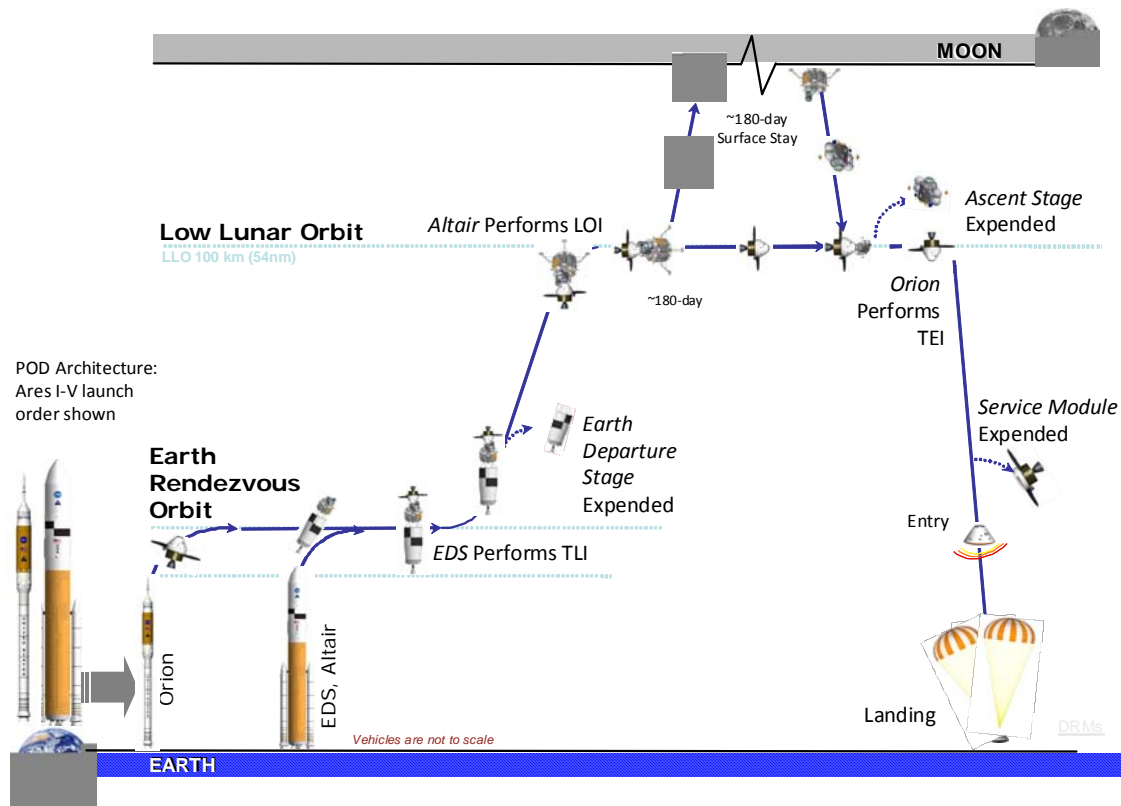 MOON
~180-day
Surface Stay
Altair Performs LOI
Ascent Stage
Expended
Low Lunar Orbit
LLO 100 km (54nm)
~180-day
Orion
Performs
TEI
POD Architecture:
Ares I-V launch
order shown
Service Module
Expended
Earth
Departure
Stage
Expended
Earth
Rendezvous
Orbit
Entry
EDS Performs TLI
Orion
EDS, Altair
Landing
DRMs
Vehicles are not to scale
EARTH